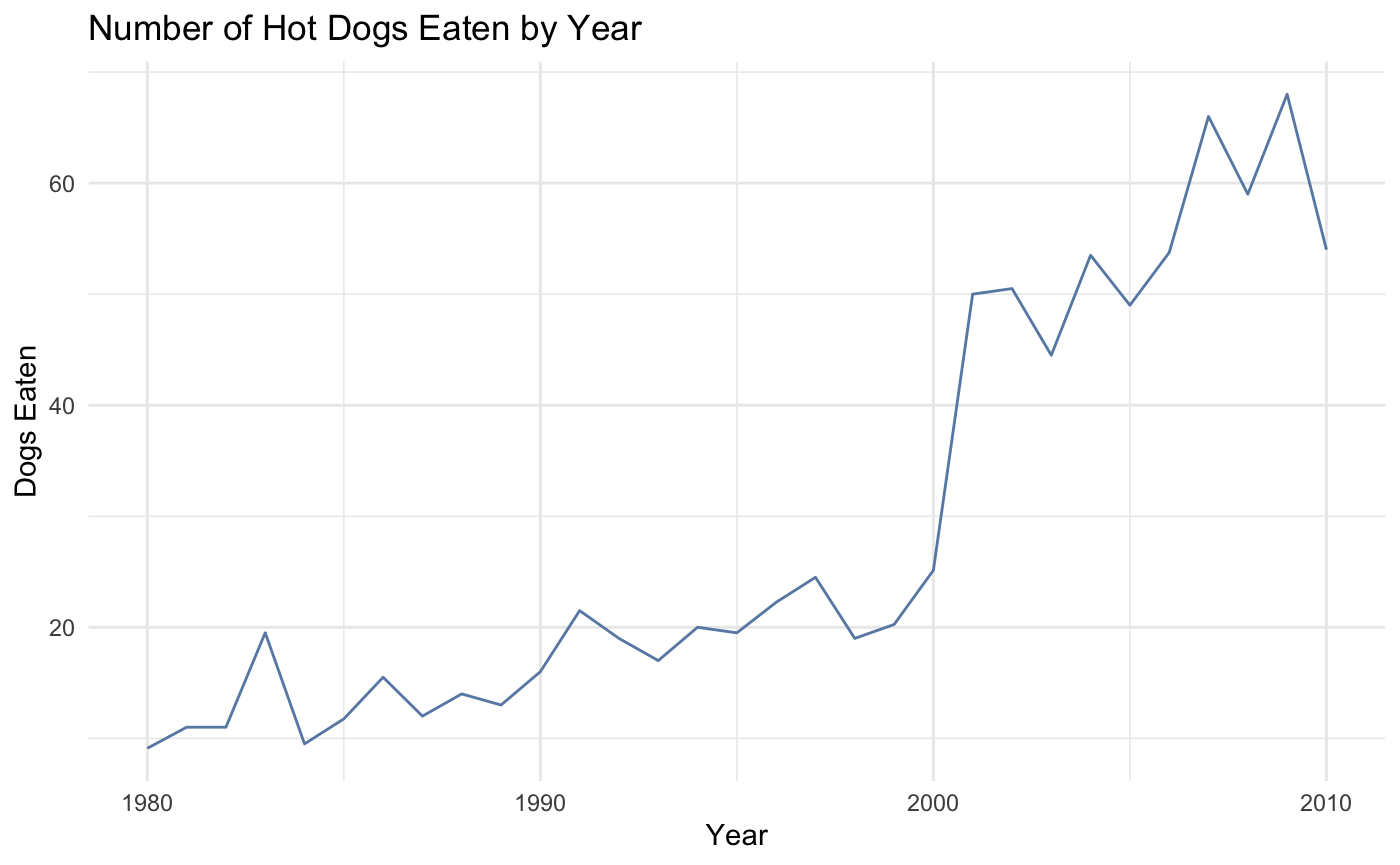 Number of Hot Dogs Eaten by Year
Dogs Eaten
60
40
20
1980 1990 2000 2010
Year